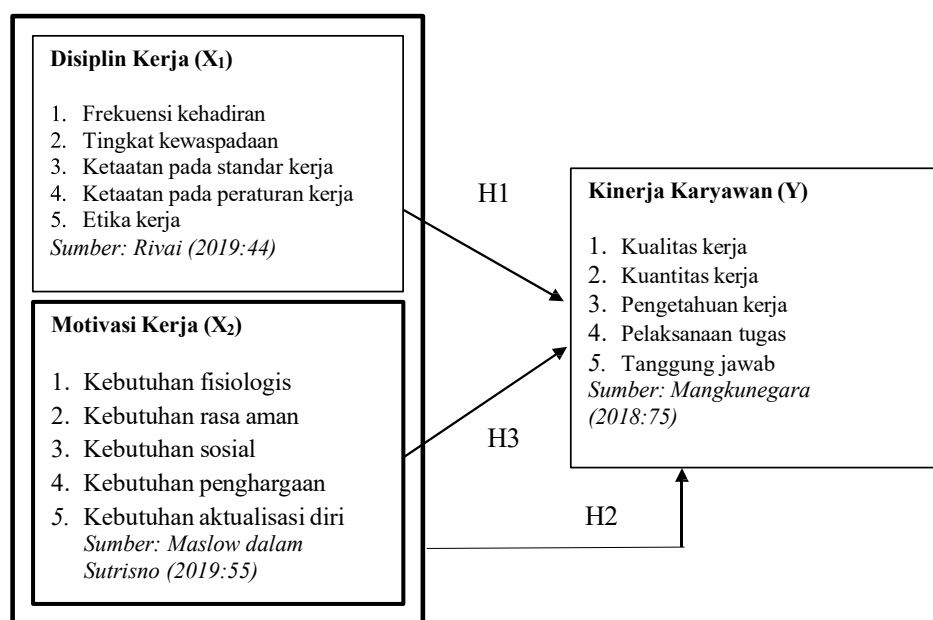 Disiplin Kerja (X₁)
1. Frekuensi kehadiran
2. Tingkat kewaspadaan
3. Ketaatan pada standar kerja
4. Ketaatan pada peraturan kerja
5. Etika kerja
Sumber: Rivai (2019:44)
Motivasi Kerja (X₂)
1. Kebutuhan fisiologis
2. Kebutuhan rasa aman
3. Kebutuhan sosial
4. Kebutuhan penghargaan
5. Kebutuhan aktualisasi diri
Sumber: Maslow dalam
Sutrisno (2019:55)
H1
H3
H2
Kinerja Karyawan (Y)
1. Kualitas kerja
2. Kuantitas kerja
3. Pengetahuan kerja
4. Pelaksanaan tugas
5. Tanggung jawab
Sumber: Mangkunegara
(2018:75)